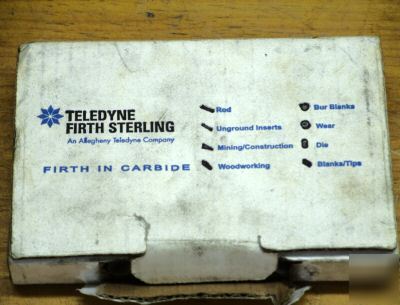 TELEDYNE
FIRTH STERLING
An Allegheny Teledyne Company
FIRTH IN CARBIDE
Rod
Unground Inserts
Mining/Construction
Woodworking
Bur Blanks
Wear
Die
Blanks/Tips